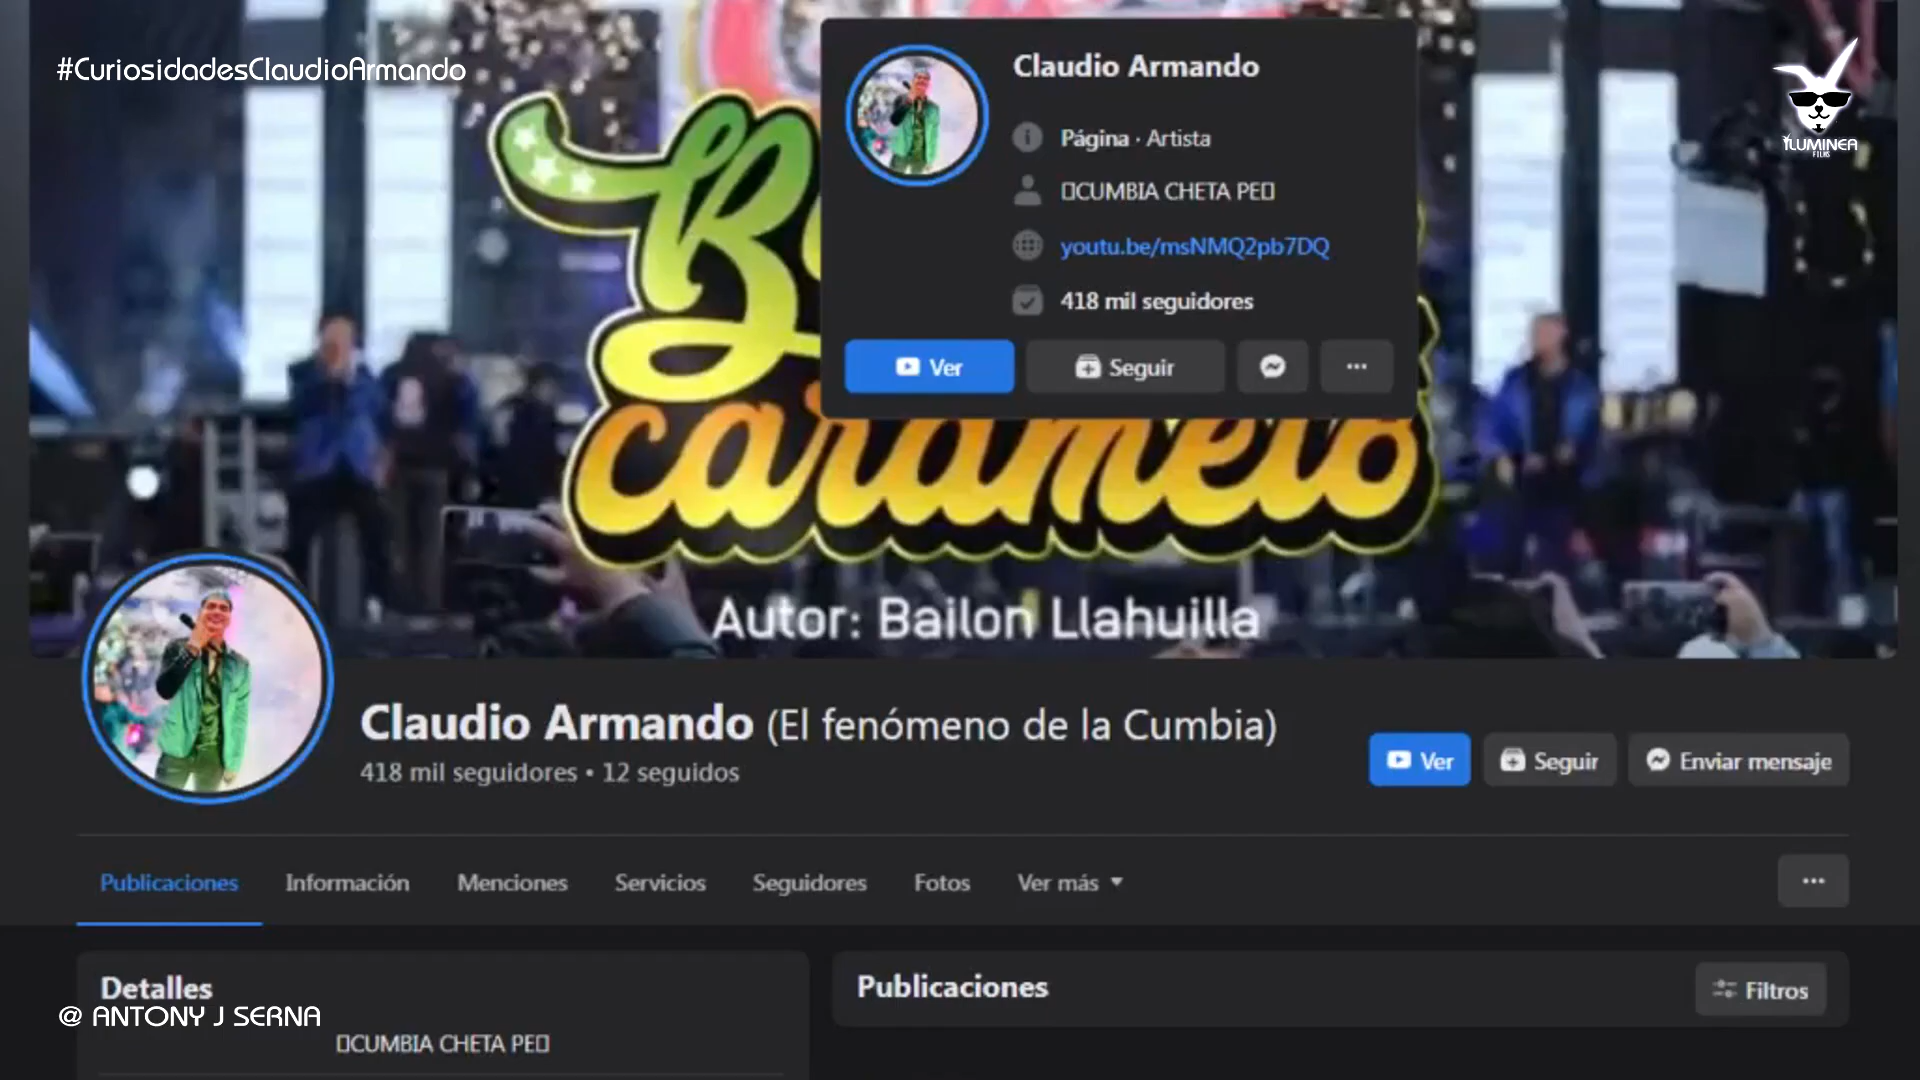 #CuriosidadesClaudioArmando
Claudio Armando
Página · Artista
CUMBIA CHETA PE
youtu.be/msNMQ2pb7DQ
418 mil seguidores
Ver
Seguir
ILUMINEA
FILMS
caramelo
Autor: Bailon Llahuilla
Claudio Armando (El fenómeno de la Cumbia)
418 mil seguidores • 12 seguidos
Ver
Seguir
Enviar mensaje
Publicaciones
Información
Menciones
Servicios
Seguidores
Fotos
Ver más
Detalles
@ ANTONY J SERNA
CUMBIA CHETA PE
Publicaciones
Filtros